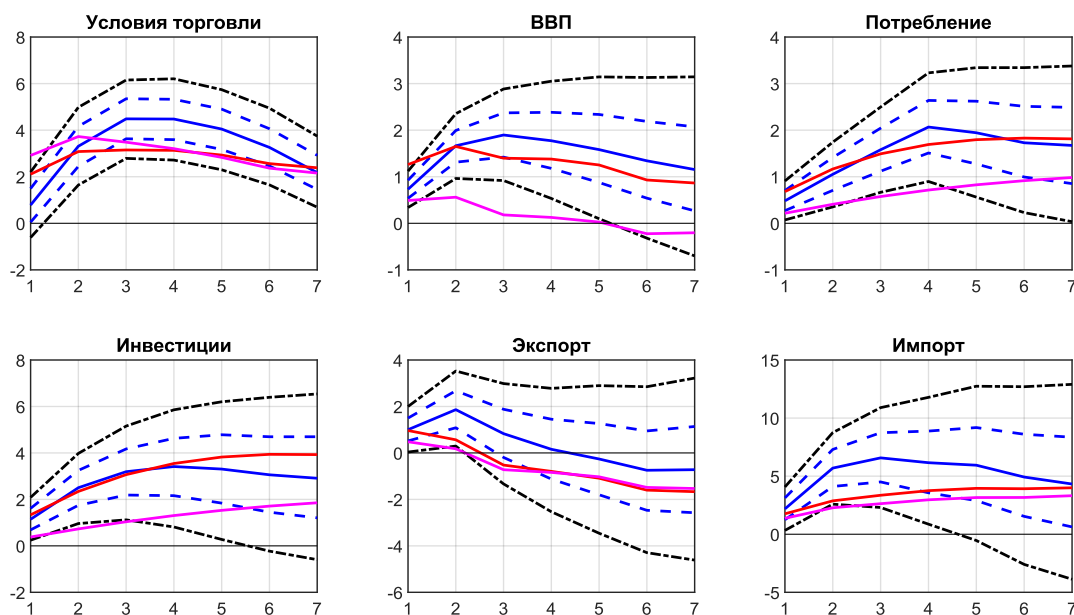 Условия торговли ВВП Потребление
8 4 4
6 3 3
4 2 2
2 1 1
0 0 0
-2 -1 -1
1 2 3 4 5 6 7 1 2 3 4 5 6 7 1 2 3 4 5 6 7
Инвестиции Экспорт Импорт
8 4 15
6 2 10
4 0 5
2 -2 0
0 -4 -5
-2 -6
1 2 3 4 5 6 7 1 2 3 4 5 6 7 1 2 3 4 5 6 7